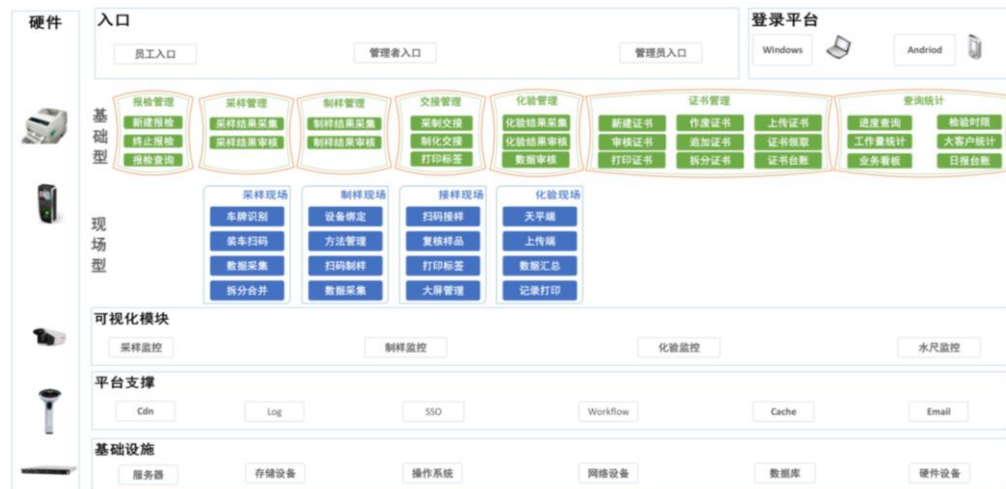 硬件
入口
员工入口
管理者入口
管理员入口
登录平台
Windows
Andriod
基础型
报检管理
新建报检
终止报检
报检查询
采样管理
采样结果采集
采样结果审核
制样管理
制样结果采集
制样结果审核
交接管理
采制交接
制化交接
打印标签
化验管理
化验结果采集
化验结果审核
数据审核
证书管理
新建证书 作废证书 上传证书
审核证书 追加证书 证书领取
打印证书 拆分证书 证书台账
查询统计
进度查询 检验时限
工作量统计 大客户统计
业务看板 日报台账
现场型
采样现场
车牌识别
装车扫码
数据采集
拆分合并
制样现场
设备绑定
方法管理
扫码制样
数据采集
接样现场
扫码接样
复核样品
打印标签
大屏管理
化验现场
天平端
上传端
数据汇总
记录打印
可视化模块
采样监控 制样监控 化验监控 水尺监控
平台支撑
Cdn Log SSO Workflow Cache Email
基础设施
服务器 存储设备 操作系统 网络设备 数据库 硬件设备